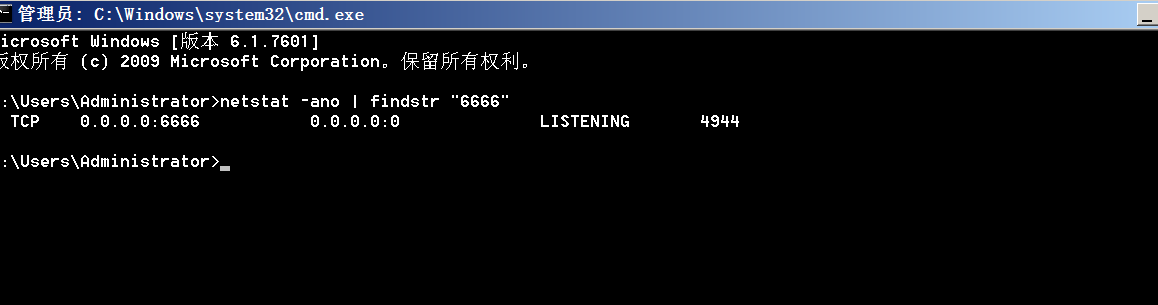 管理员: C:\Windows\system32\cmd.exe
icrosoft Windows [版本 6.1.7601]
版权所有 (c) 2009 Microsoft Corporation。保留所有权利。
:\Users\Administrator>netstat -ano | findstr "6666"
TCP 0.0.0.0:6666 0.0.0.0:0 LISTENING 4944
:\Users\Administrator>_